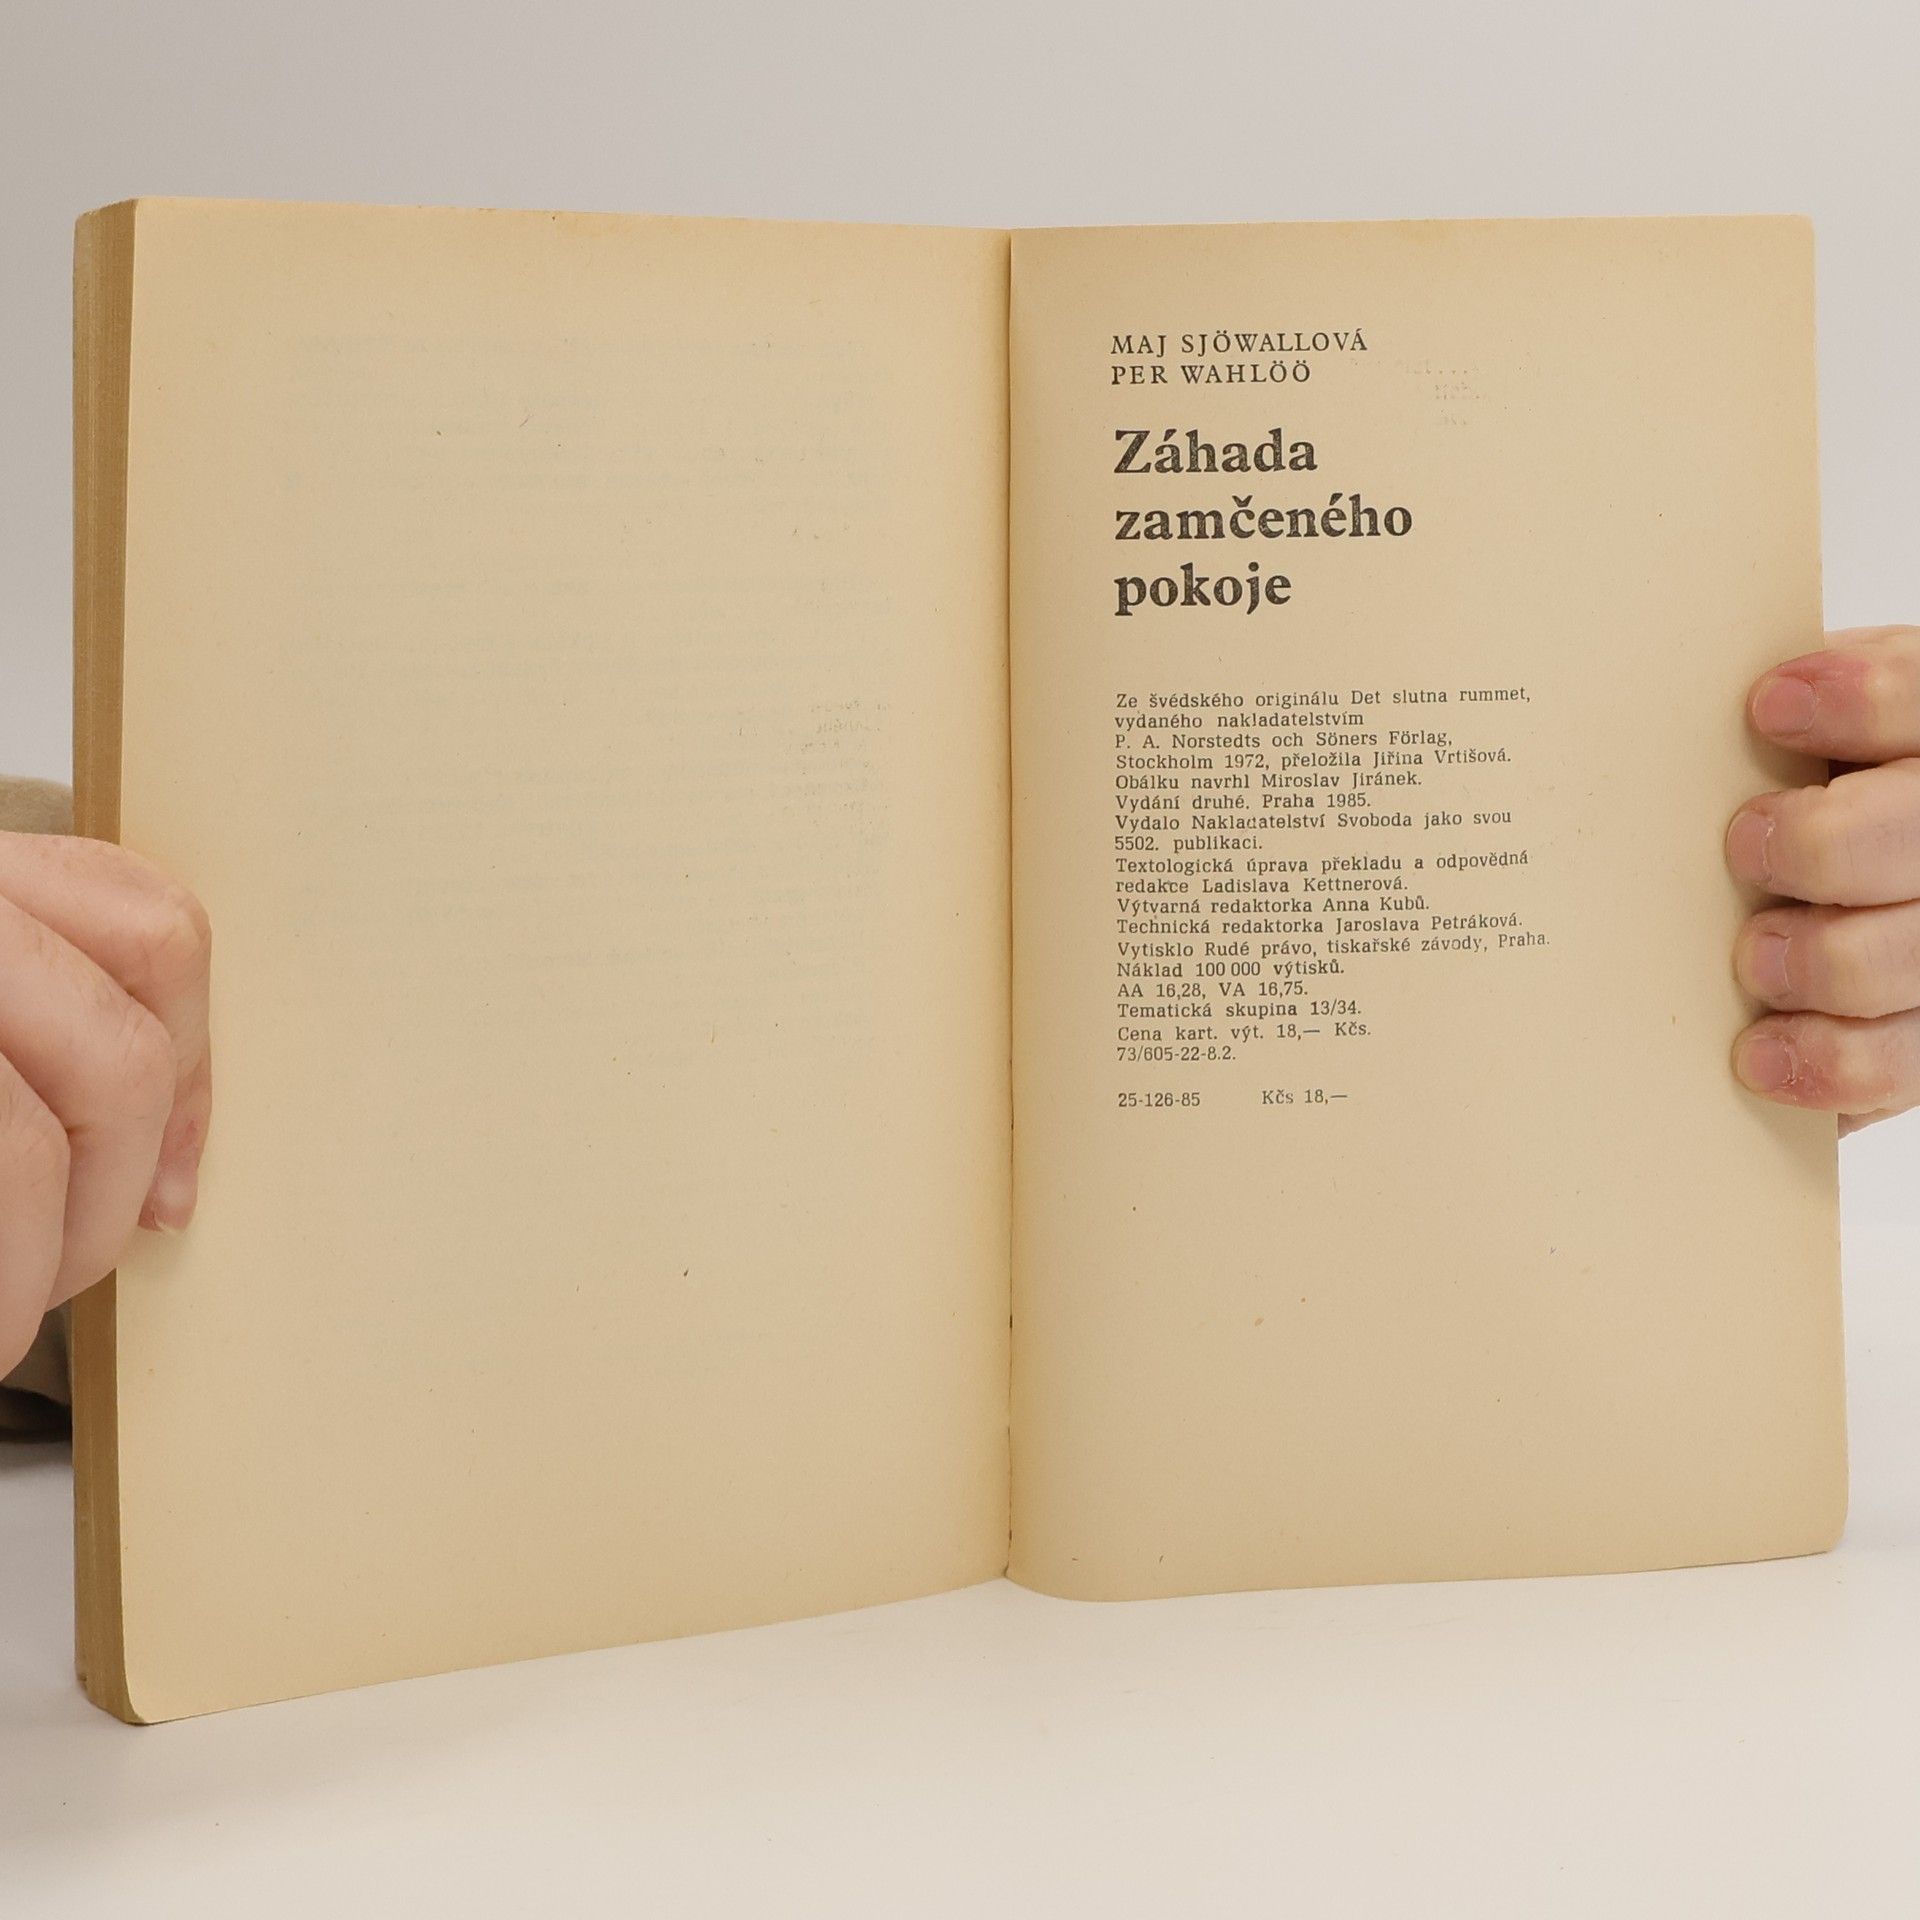 MAJ SJÖWALLOVÁ
PER WAHLÖÖ
Záhada
zamčeného
pokoje
Ze švédského originálu Det slutna rummet,
vydaného nakladatelstvím
P. A. Norstedts och Söners Förlag,
Stockholm 1972, přeložila Jiřina Vrtišová.
Obálku navrhl Miroslav Jiránek.
Vydání druhé. Praha 1985.
Vydalo Nakladatelství Svoboda jako svou
5502. publikaci.
Textologická úprava překladu a odpovědná
redakce Ladislava Kettnerová.
Výtvarná redaktorka Anna Kubů.
Technická redaktorka Jaroslava Petráková.
Vytisklo Rudé právo, tiskařské závody, Praha.
Náklad 100 000 výtisků.
AA 16,28, VA 16,75.
Tematická skupina 13/34.
Cena kart. výt. 18,— Kčs.
73/605-22-8.2.
25-126-85 Kčs 18,—